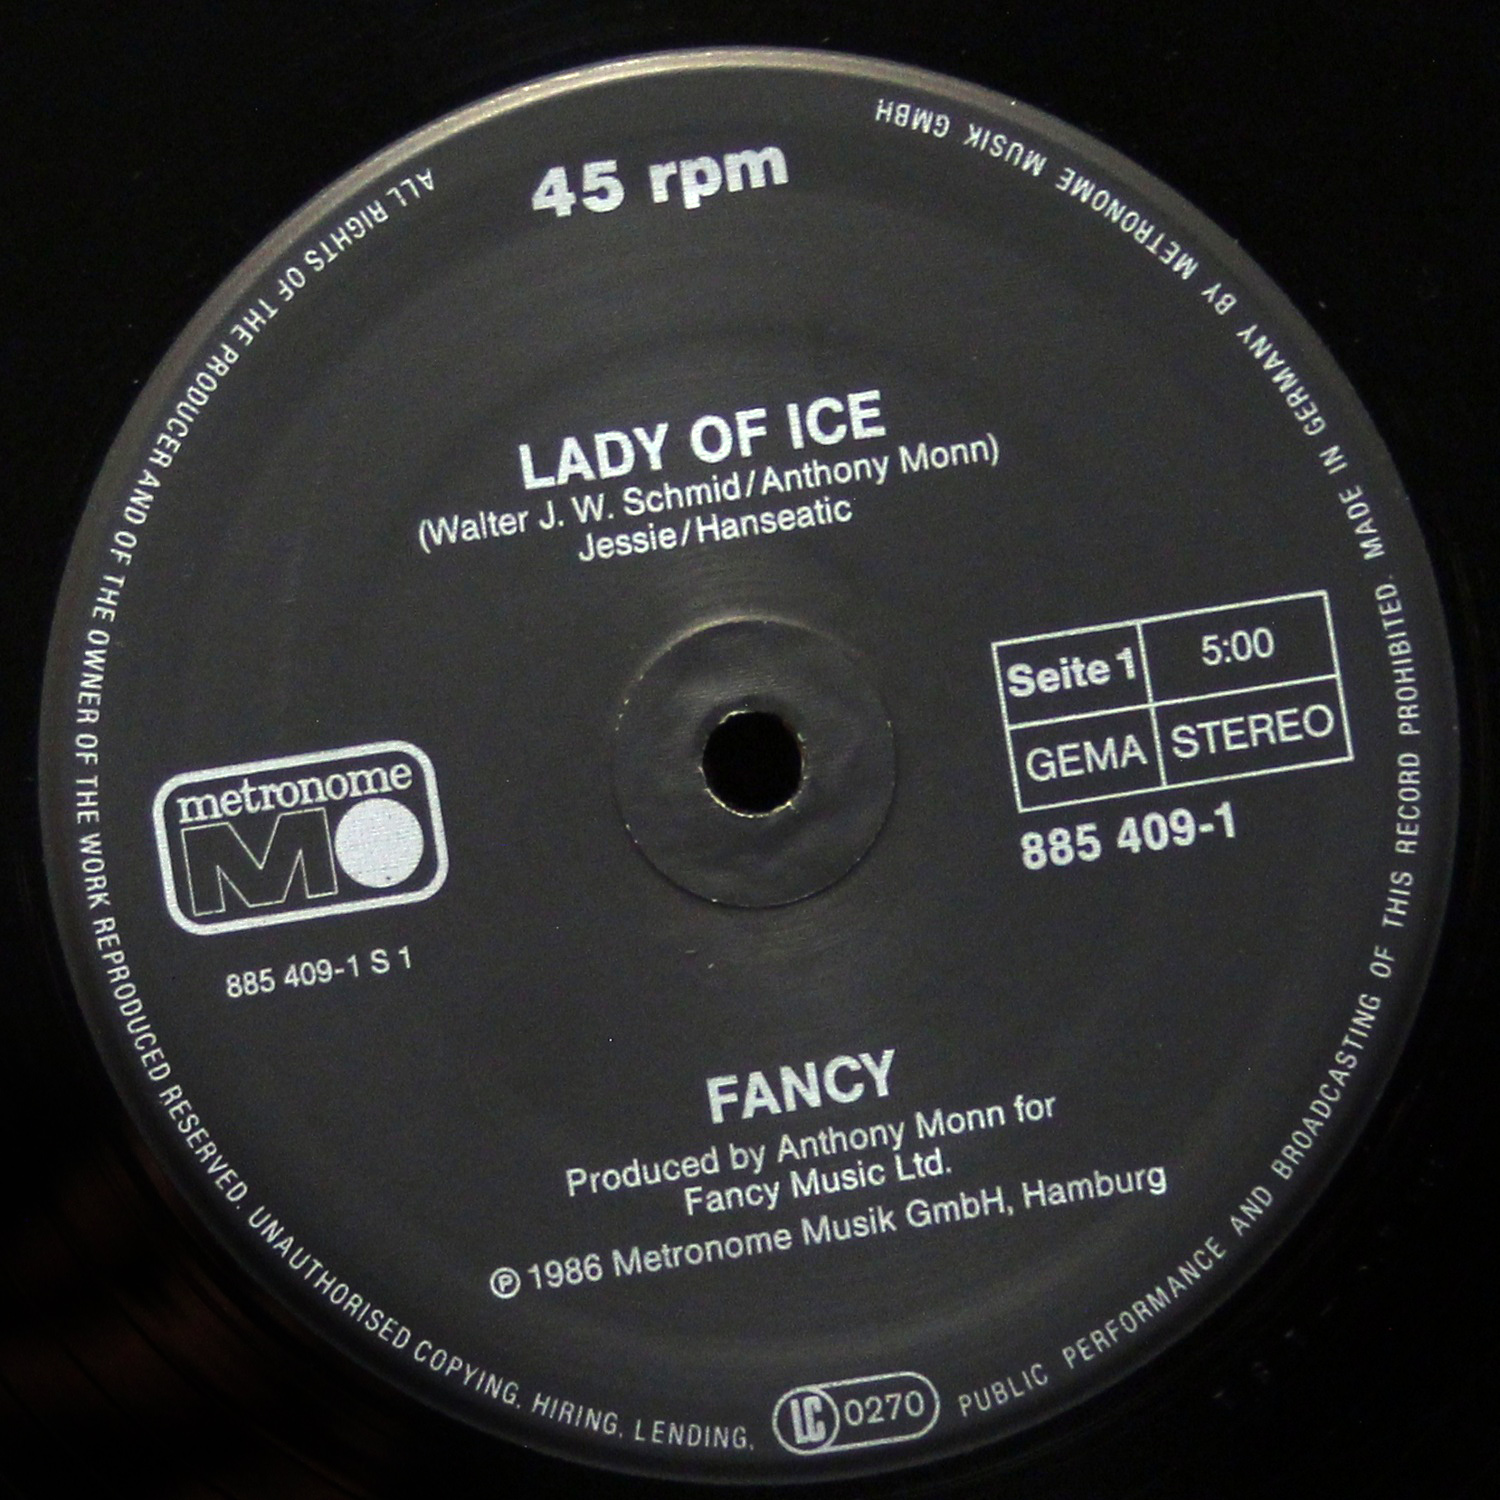 45 rpm
LADY OF ICE
(Walter J. W. Schmid/Anthony Monn)
Jessie/Hanseatic
Seite 1
5:00
GEMA
STEREO
885 409-1
metronome
MO
885 409-1 S 1
FANCY
Produced by Anthony Monn for
Fancy Music Ltd.
℗ 1986 Metronome Musik GmbH, Hamburg
ALL RIGHTS OF THE PRODUCER AND OF THE OWNER OF THE WORK REPRODUCED RESERVED. UNAUTHORISED COPYING, HIRING, LENDING, PUBLIC PERFORMANCE AND BROADCASTING OF THIS RECORD PROHIBITED. MADE IN GERMANY BY METRONOME MUSIK GMBH
LC 0270